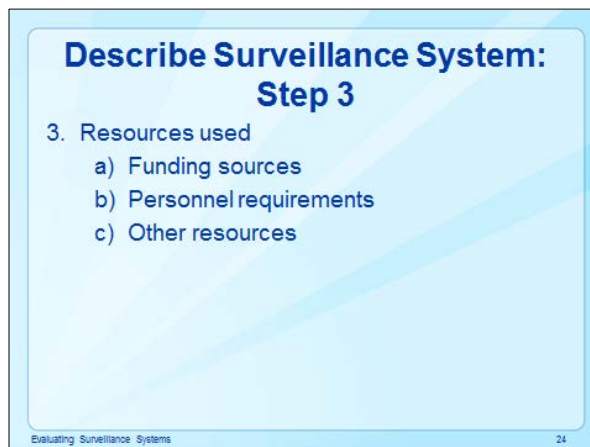 Describe Surveillance System:
Step 3
3. Resources used
a) Funding sources
b) Personnel requirements
c) Other resources
Evaluating Surveillance Systems
24